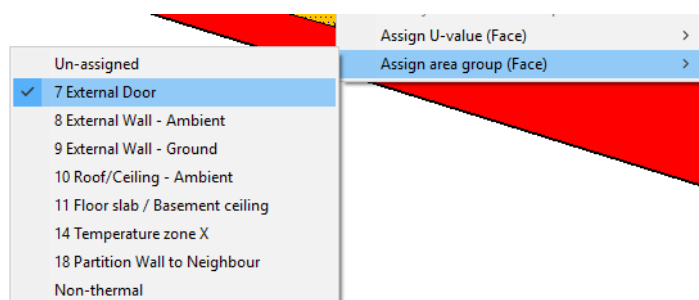 Assign U-value (Face)
Assign area group (Face)
Un-assigned
7 External Door
8 External Wall - Ambient
9 External Wall - Ground
10 Roof/Ceiling - Ambient
11 Floor slab / Basement ceiling
14 Temperature zone X
18 Partition Wall to Neighbour
Non-thermal